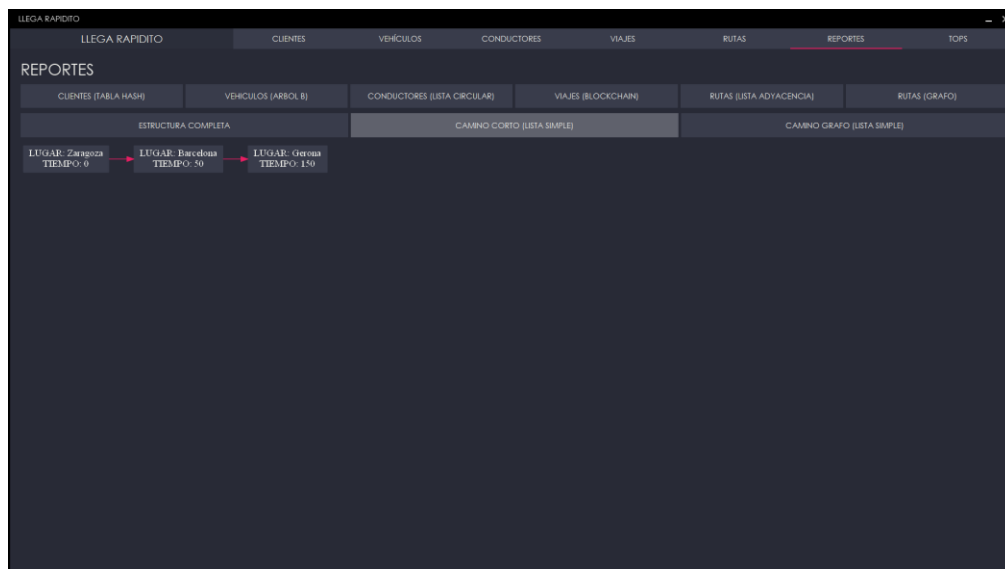 LLEGA RAPIDITO
LLEGA RAPIDITO CLIENTES VEHÍCULOS CONDUCTORES VIAJES RUTAS REPORTES TOPS
REPORTES
CLIENTES (TABLA HASH) VEHICULOS (ARBOL B) CONDUCTORES (LISTA CIRCULAR) VIAJES (BLOCKCHAIN) RUTAS (LISTA ADYACENCIA) RUTAS (GRAFO)
ESTRUCTURA COMPLETA CAMINO CORTO (LISTA SIMPLE) CAMINO GRAFO (LISTA SIMPLE)
LUGAR: Zaragoza LUGAR: Barcelona LUGAR: Gerona
TIEMPO: 0 TIEMPO: 50 TIEMPO: 150